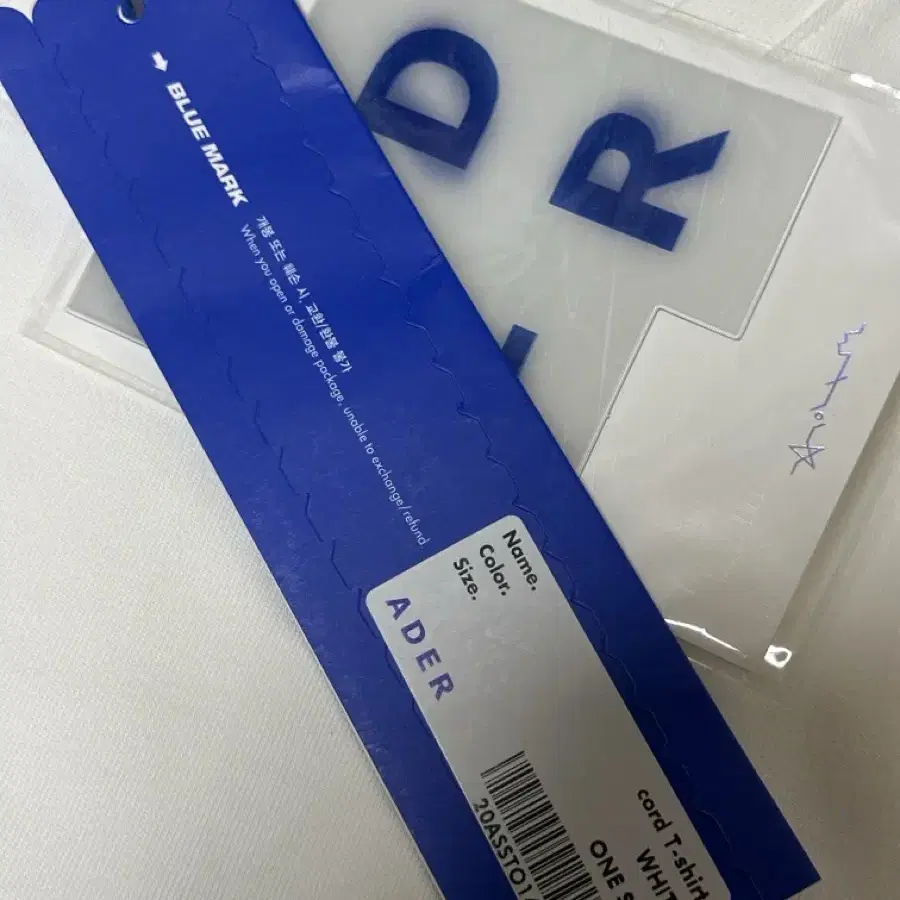 BLUE MARK
개봉 또는 훼손 시, 교환/환불 불가
When you open or damage package, unable to exchange/refund.
Name.
Color.
Size.
ADER
cord T-shirt
WHIT
ONE S
20ASSTO1
D
R